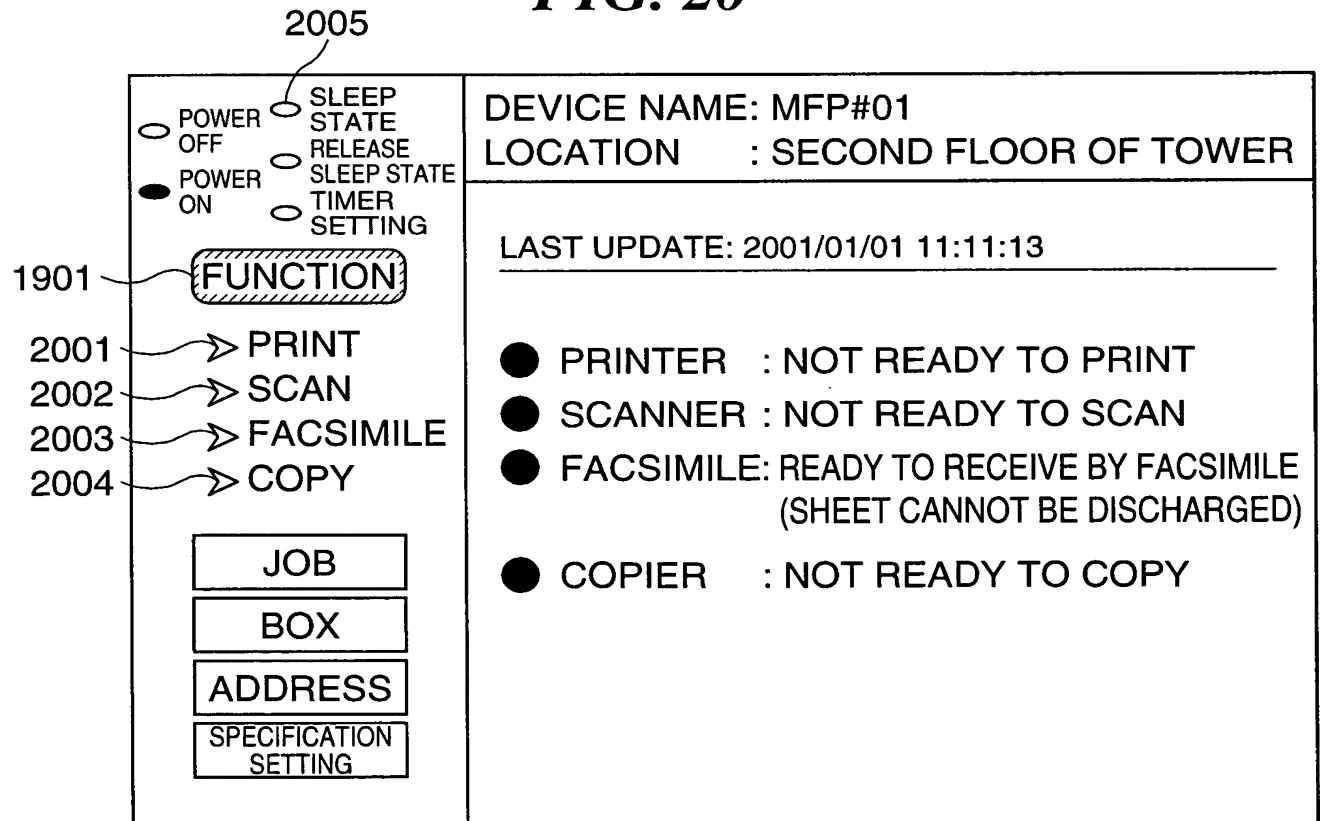 FIG. 20
2005
POWER OFF
SLEEP STATE
RELEASE SLEEP STATE
POWER ON
TIMER SETTING
1901
FUNCTION
2001
PRINT
2002
SCAN
2003
FACSIMILE
2004
COPY
JOB
BOX
ADDRESS
SPECIFICATION
SETTING
DEVICE NAME: MFP#01
LOCATION : SECOND FLOOR OF TOWER
LAST UPDATE: 2001/01/01 11:11:13
PRINTER : NOT READY TO PRINT
SCANNER : NOT READY TO SCAN
FACSIMILE: READY TO RECEIVE BY FACSIMILE
(SHEET CANNOT BE DISCHARGED)
COPIER : NOT READY TO COPY